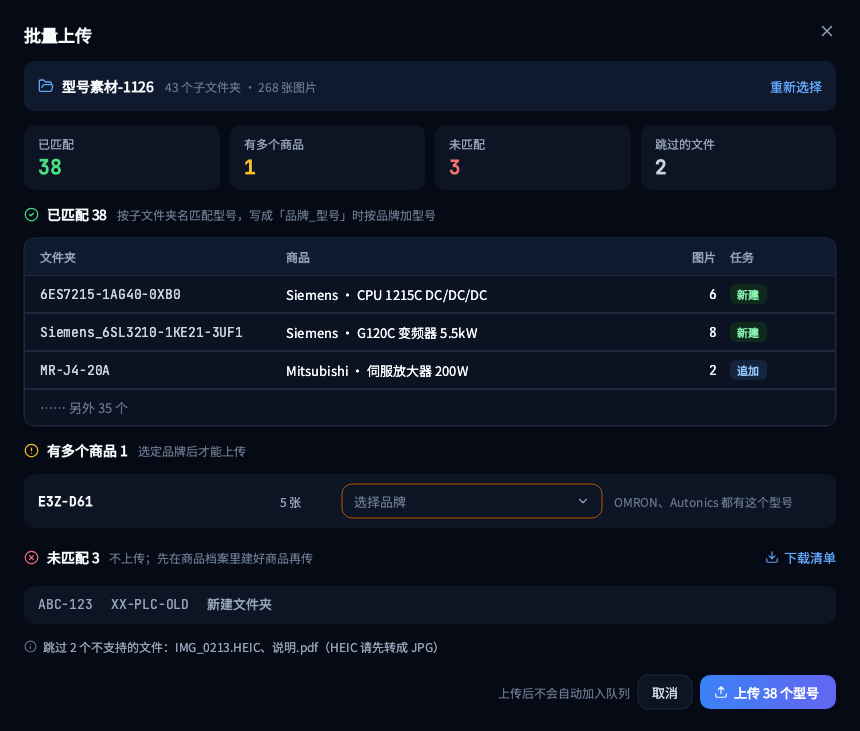 批量上传
型号素材-1126 43 个子文件夹 · 268 张图片 重新选择
已匹配 有多个商品 未匹配 跳过的文件
38 1 3 2
已匹配 38 按子文件夹名匹配型号，写成「品牌_型号」时按品牌加型号
文件夹 商品 图片 任务
6ES7215-1AG40-0XB0 Siemens · CPU 1215C DC/DC/DC 6 新建
Siemens_6SL3210-1KE21-3UF1 Siemens · G120C 变频器 5.5kW 8 新建
MR-J4-20A Mitsubishi · 伺服放大器 200W 2 追加
…… 另外 35 个
有多个商品 1 选定品牌后才能上传
E3Z-D61 5 张 选择品牌 OMRON、Autonics 都有这个型号
未匹配 3 不上传；先在商品档案里建好商品再传 下载清单
ABC-123 XX-PLC-OLD 新建文件夹
跳过 2 个不支持的文件：IMG_0213.HEIC、说明.pdf（HEIC 请先转成 JPG）
上传后不会自动加入队列 取消 上传 38 个型号